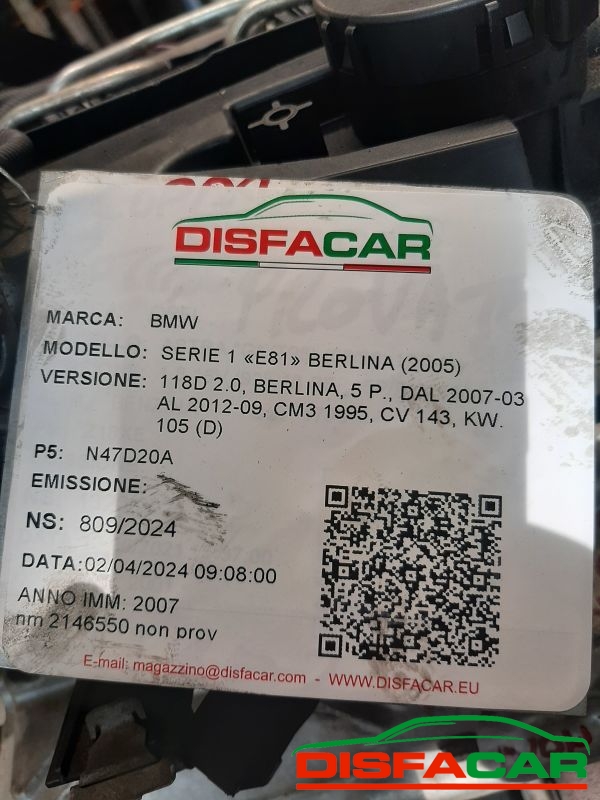 DISFACAR
MARCA: BMW
MODELLO: SERIE 1 «E81» BERLINA (2005)
VERSIONE: 118D 2.0, BERLINA, 5 P., DAL 2007-03
AL 2012-09, CM3 1995, CV 143, KW.
105 (D)
P5: N47D20A
EMISSIONE:
NS: 809/2024
DATA:02/04/2024 09:08:00
ANNO IMM: 2007
nm 2146550 non prov
E-mail: magazzino@disfacar.com - WWW.DISFACAR.EU
DISFACAR